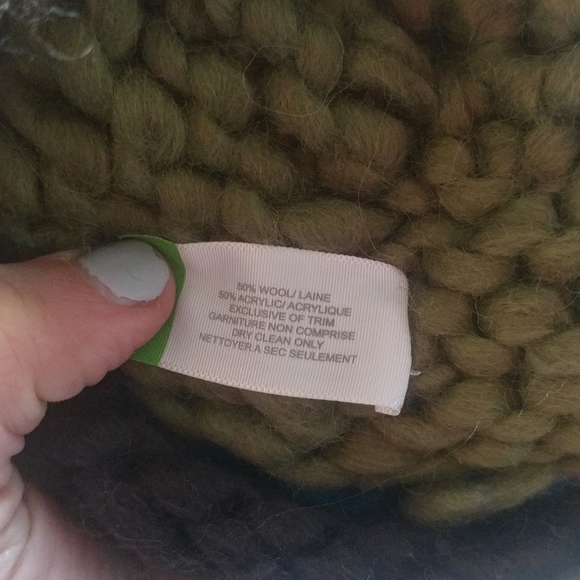 50% WOOL/ LAINE
50% ACRYLIC/ ACRYLIQUE
EXCLUSIVE OF TRIM
GARNITURE NON COMPRISE
DRY CLEAN ONLY
NETTOYER A SEC SEULEMENT